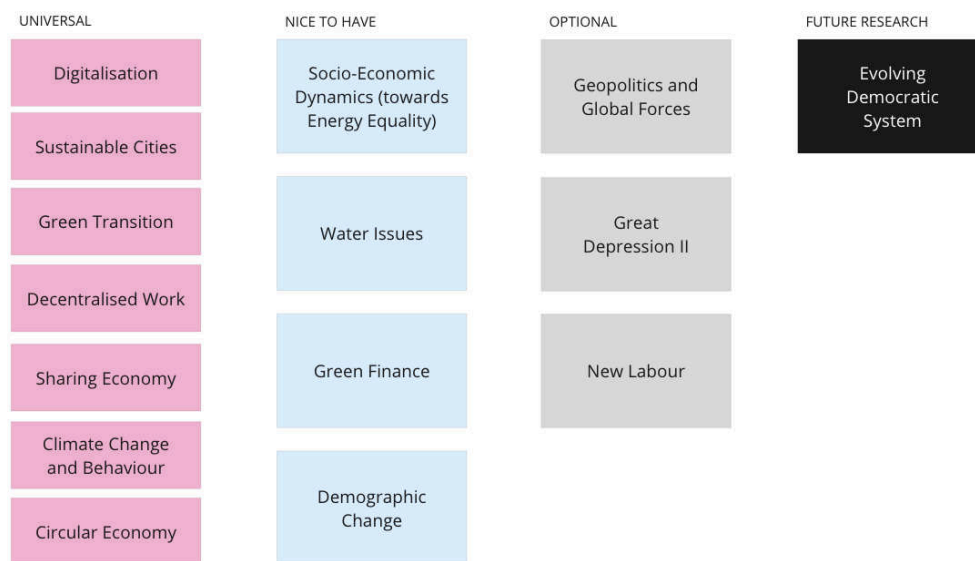 UNIVERSAL
Digitalisation
Sustainable Cities
Green Transition
Decentralised Work
Sharing Economy
Climate Change
and Behaviour
Circular Economy
NICE TO HAVE
Socio-Economic
Dynamics (towards
Energy Equality)
Water Issues
Green Finance
Demographic
Change
OPTIONAL
Geopolitics and
Global Forces
Great
Depression II
New Labour
FUTURE RESEARCH
Evolving
Democratic
System